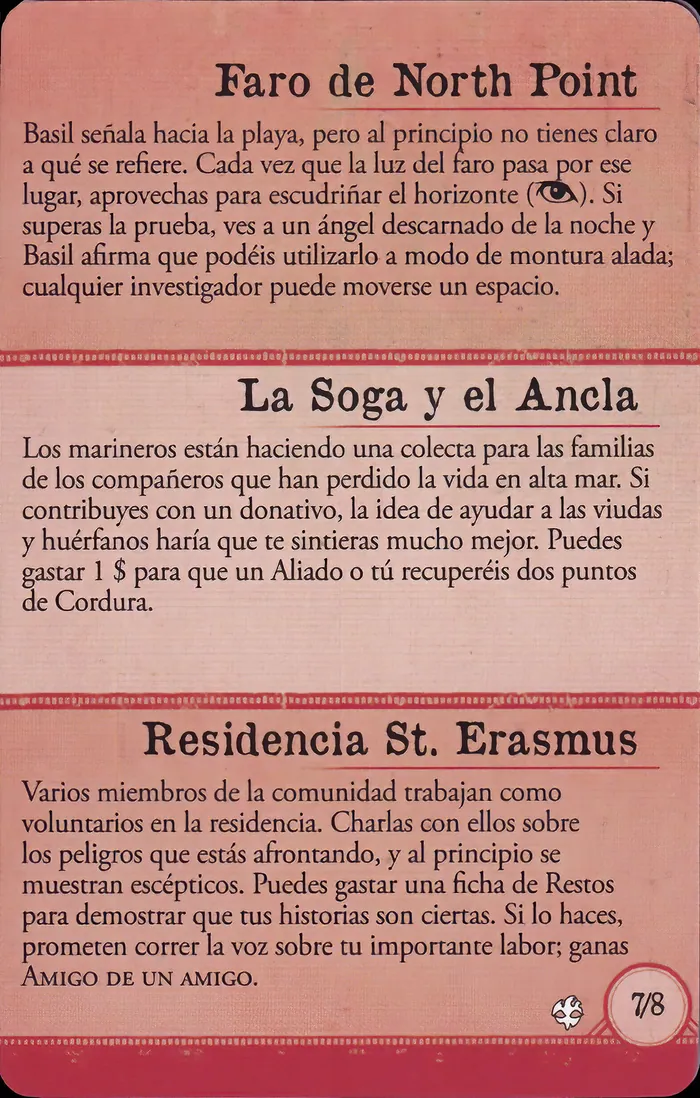 Faro de North Point
Basil señala hacia la playa, pero al principio no tienes claro
a qué se refiere. Cada vez que la luz del faro pasa por ese
lugar, aprovechas para escudriñar el horizonte (). Si
superas la prueba, ves a un ángel descarnado de la noche y
Basil afirma que podéis utilizarlo a modo de montura alada;
cualquier investigador puede moverse un espacio.
La Soga y el Ancla
Los marineros están haciendo una colecta para las familias
de los compañeros que han perdido la vida en alta mar. Si
contribuyes con un donativo, la idea de ayudar a las viudas
y huérfanos haría que te sintieras mucho mejor. Puedes
gastar 1 $ para que un Aliado o tú recuperéis dos puntos
de Cordura.
Residencia St. Erasmus
Varios miembros de la comunidad trabajan como
voluntarios en la residencia. Charlas con ellos sobre
los peligros que estás afrontando, y al principio se
muestran escépticos. Puedes gastar una ficha de Restos
para demostrar que tus historias son ciertas. Si lo haces,
prometen correr la voz sobre tu importante labor; ganas
AMIGO DE UN AMIGO.
7/8